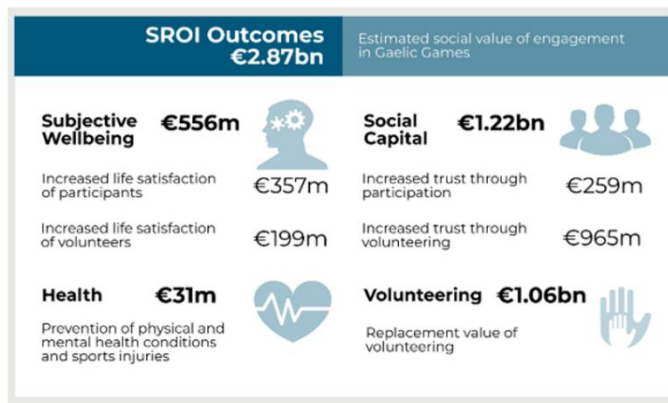 SROI Outcomes
€2.87bn
Estimated social value of engagement
in Gaelic Games
Subjective
Wellbeing
€556m
Increased life satisfaction
of participants
€357m
Increased life satisfaction
of volunteers
€199m
Social
Capital
€1.22bn
Increased trust through
participation
€259m
Increased trust through
volunteering
€965m
Health
€31m
Prevention of physical and
mental health conditions
and sports injuries
Volunteering
€1.06bn
Replacement value of
volunteering